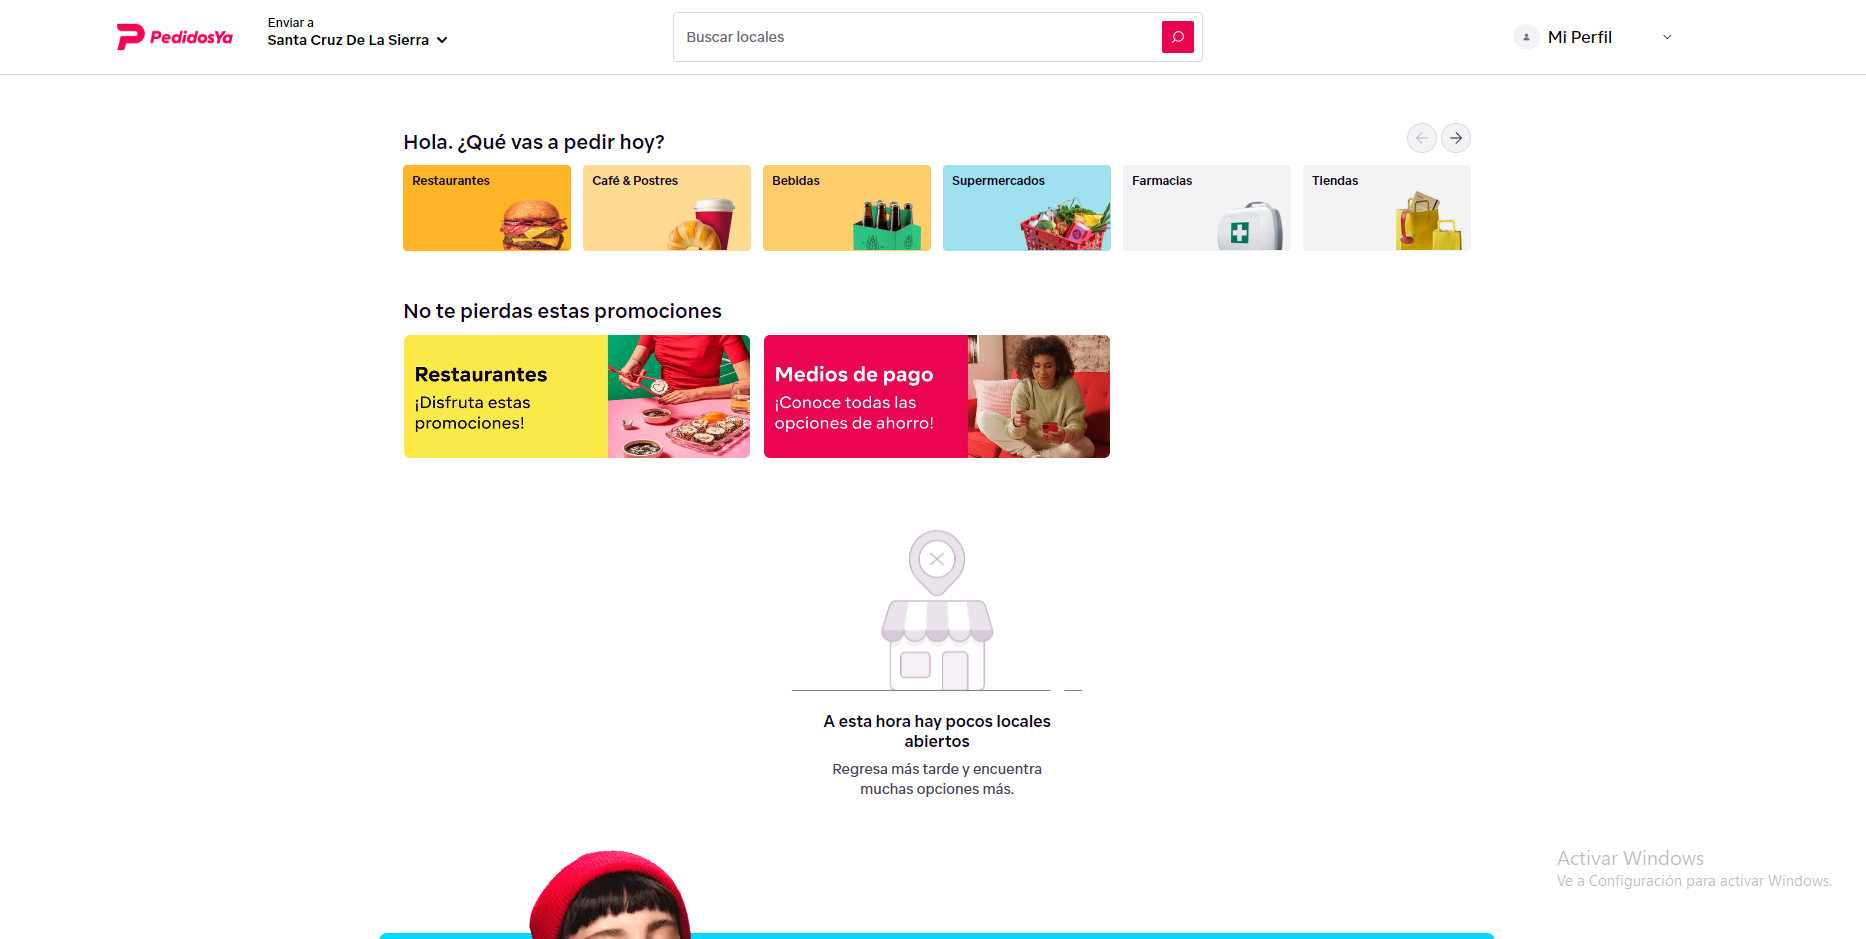 PedidosYa
Enviar a
Santa Cruz De La Sierra
Buscar locales
Mi Perfil
Hola. ¿Qué vas a pedir hoy?
Restaurantes
Café & Postres
Bebidas
Supermercados
Farmacias
Tiendas
No te pierdas estas promociones
Restaurantes
¡Disfruta estas
promociones!
Medios de pago
¡Conoce todas las
opciones de ahorro!
A esta hora hay pocos locales
abiertos
Regresa más tarde y encuentra
muchas opciones más.
Activar Windows
Ve a Configuración para activar Windows.